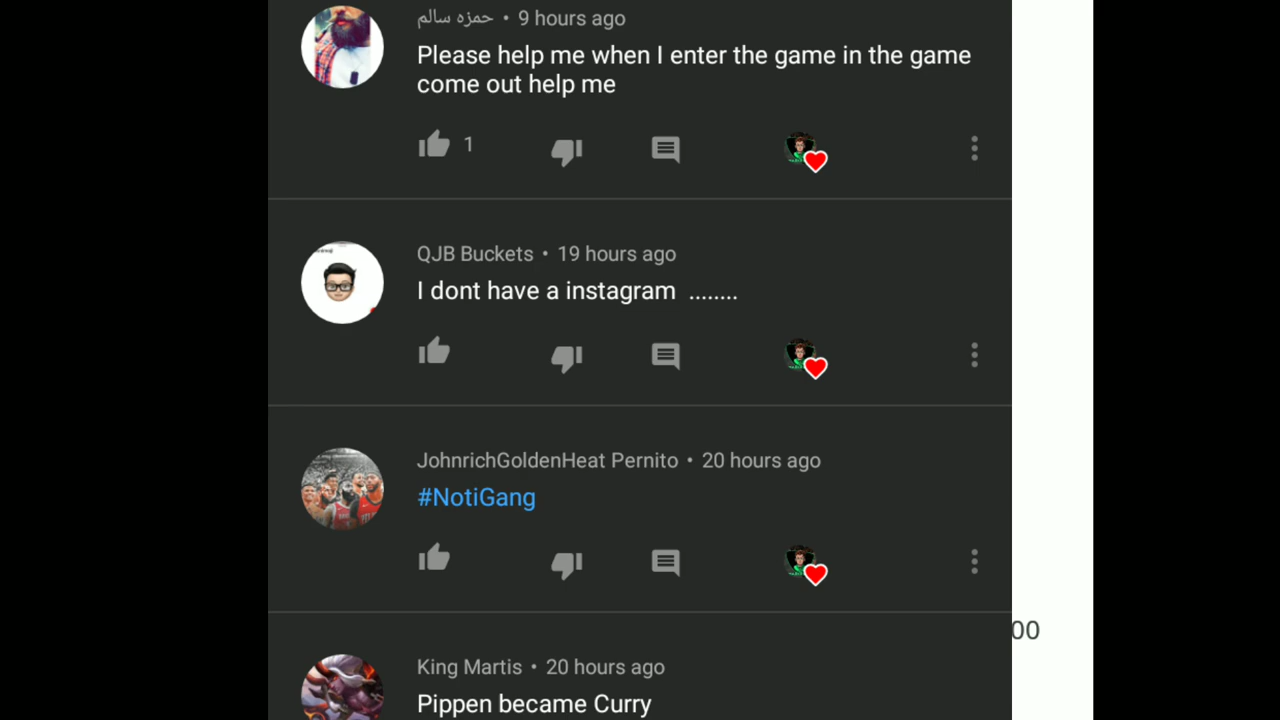 حمزه سالم • 9 hours ago
Please help me when I enter the game in the game
come out help me
1
QJB Buckets • 19 hours ago
I dont have a instagram ........
JohnrichGoldenHeat Pernito • 20 hours ago
#NotiGang
00
King Martis • 20 hours ago
Pippen became Curry